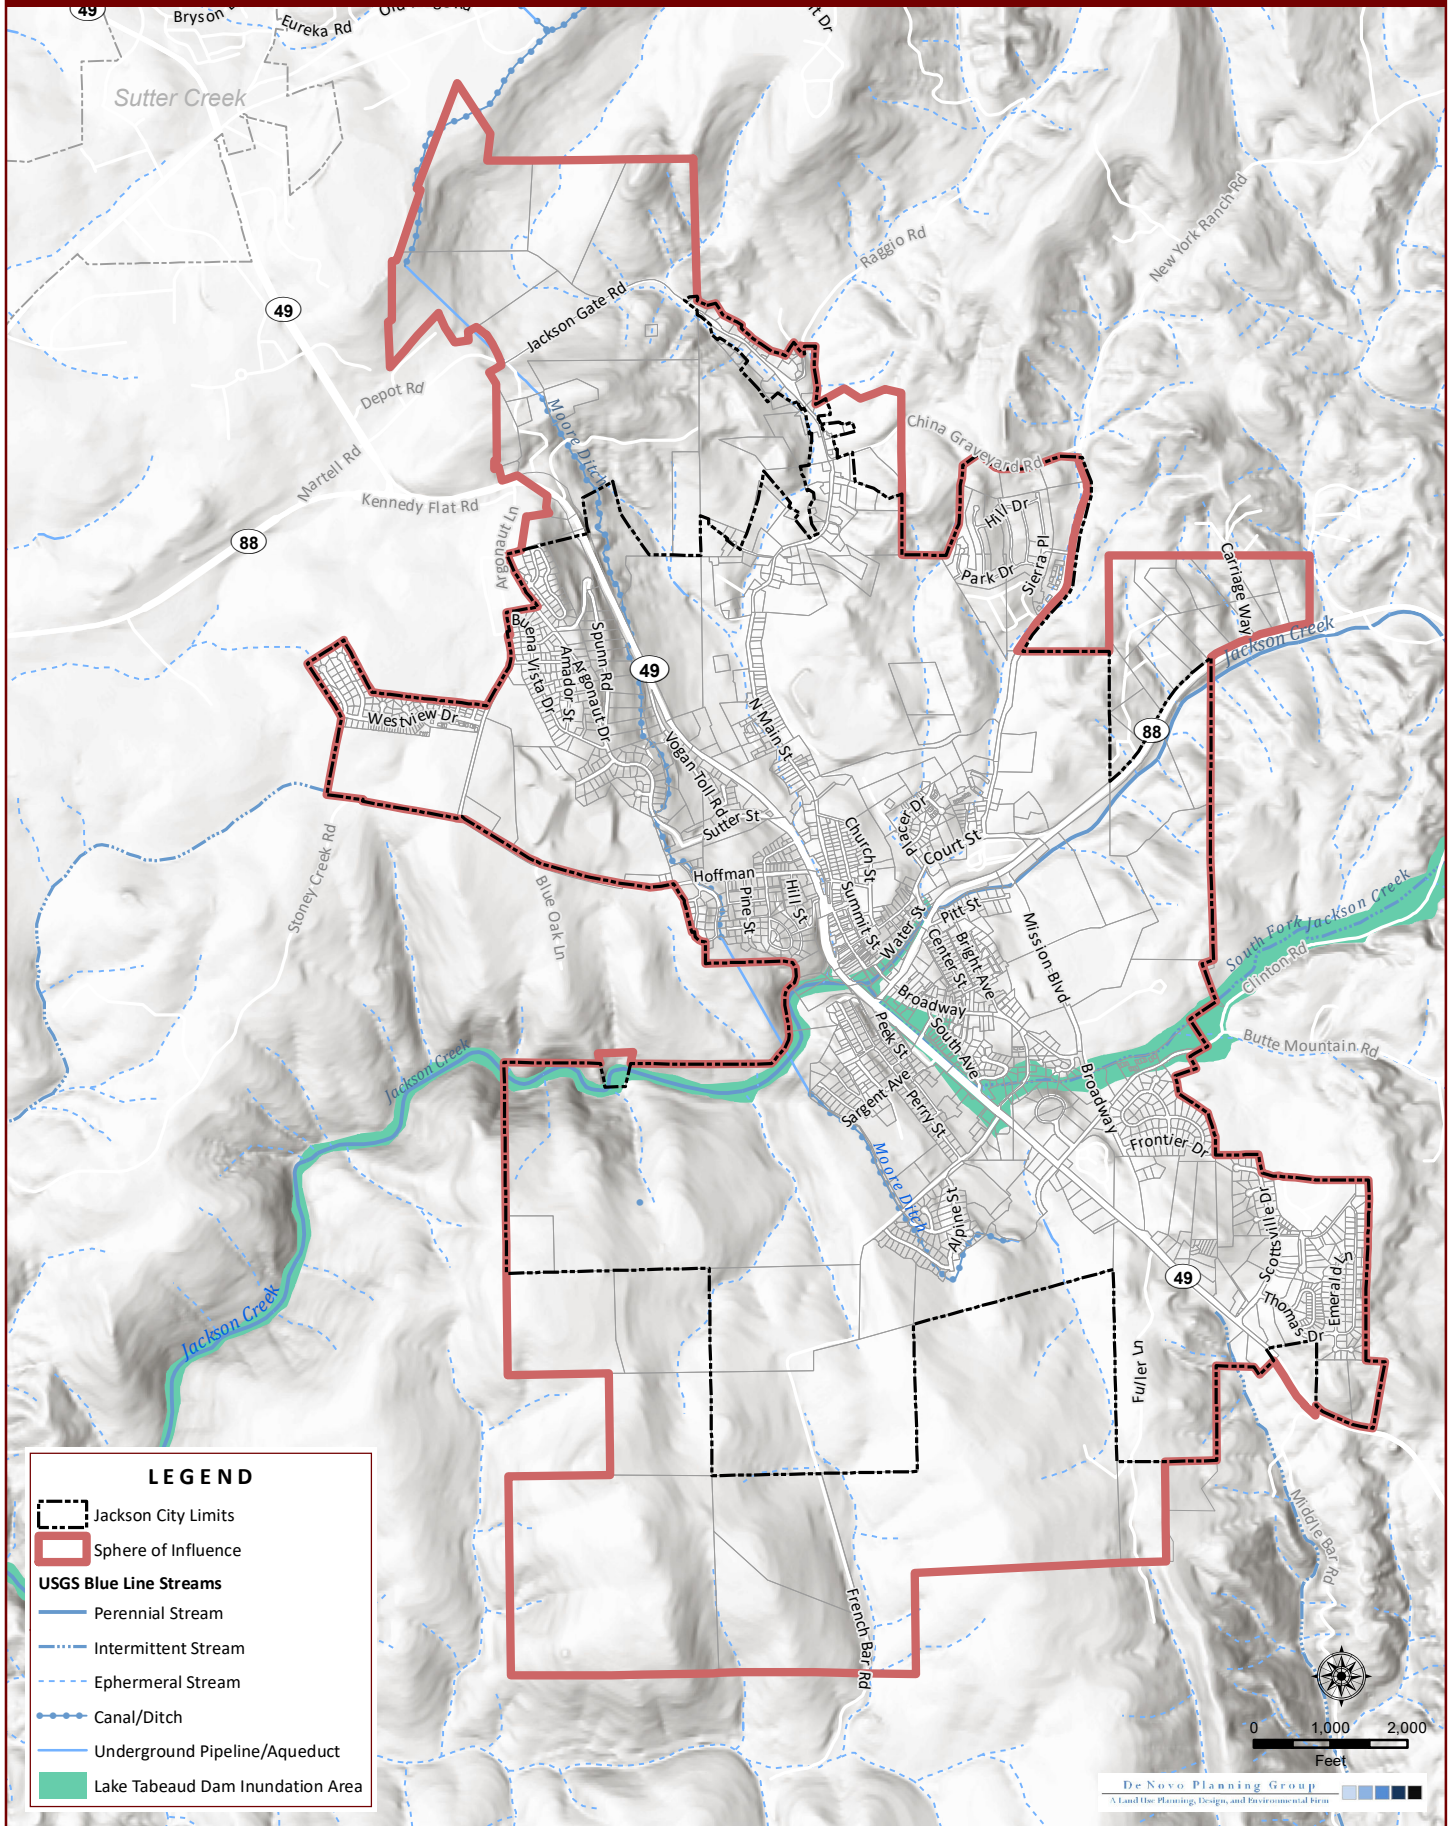 49
Bryson
Eureka Rd
Sutter Creek
Raggio Rd
New York Ranch Rd
49
Jackson Gate Rd
Depot Rd
Moore Ditch
China Graveyard Rd
Martell Rd
Kennedy Flat Rd
Argonaut Ln
88
Hill Dr
Park Dr
Sierra Pl
Carriage Way
Jackson Creek
Buena Vista Dr
Spunn Rd
Amador St
Argonaut Dr
49
Westview Dr
N Main St
88
Vogan Toll Rd
Sutter St
Placer Dr
Church St
Court St
Stoney Creek Rd
Blue Oak Ln
Hoffman
Pine St
Hill St
Summit St
Water St
Pitt St
Center St
Bright Ave
Mission Blvd
South Fork Jackson Creek
Clinton Rd
Broadway
Peek St
South Ave
Butte Mountain Rd
Jackson Creek
Sargent Ave
Perry St
Broadway
Frontier Dr
Moore Ditch
Alpine St
Scottsville Dr
Jackson Creek
49
Emerald Ln
Thomas Dr
Fuller Ln
Middle Bar Rd
French Bar Rd
LEGEND
Jackson City Limits
Sphere of Influence
USGS Blue Line Streams
Perennial Stream
Intermittent Stream
Ephermeral Stream
Canal/Ditch
Underground Pipeline/Aqueduct
Lake Tabeaud Dam Inundation Area
0 1,000 2,000
Feet
De Novo Planning Group
A Land Use Planning, Design, and Environmental Firm